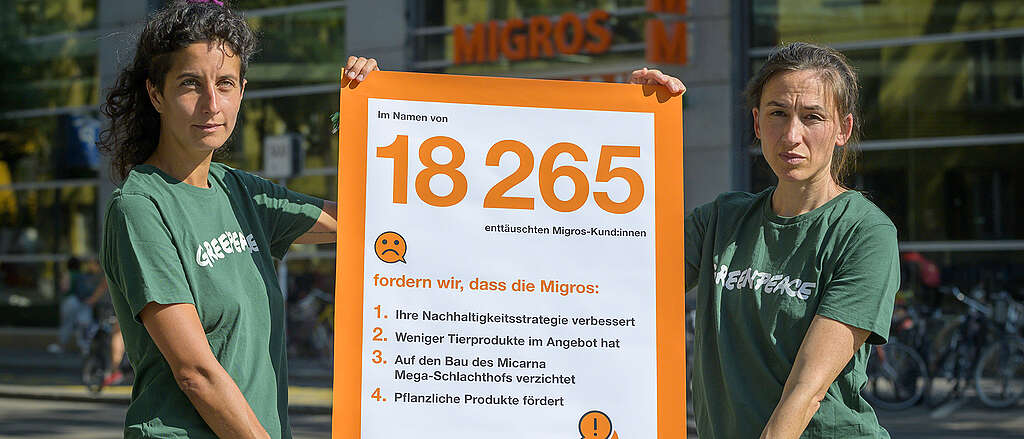 MIGROS M
M
Im Namen von
18 265
enttäuschten Migros-Kund:innen
GREENPEACE
GREENPEACE
fordern wir, dass die Migros:
1. Ihre Nachhaltigkeitsstrategie verbessert
2. Weniger Tierprodukte im Angebot hat
3. Auf den Bau des Micarna
Mega-Schlachthofs verzichtet
4. Pflanzliche Produkte fördert
!